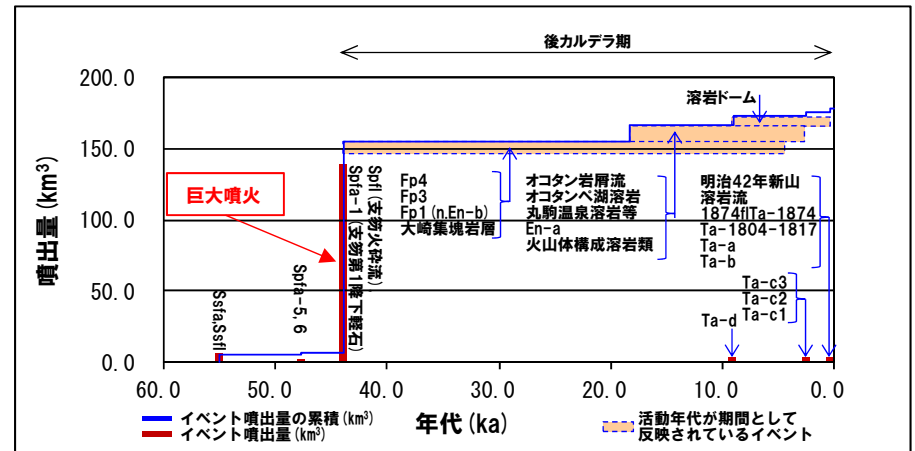 後カルデラ期
200.0
150.0
100.0
50.0
0.0
噴出量(km³)
巨大噴火
Ssfa,Ssfl
Spfa-5, 6
Spfa-1(支笏第1降下軽石)
Spfl(支笏火砕流)
Fp4
Fp3
Fp1(n.En-b)
大崎集塊岩層
オコタン岩屑流
オコタンペ湖溶岩
丸駒温泉溶岩等
En-a
火山体構成溶岩類
溶岩ドーム
明治42年新山
溶岩流
1874flTa-1874
Ta-1804-1817
Ta-a
Ta-b
Ta-c3
Ta-c2
Ta-c1
Ta-d
60.0 50.0 40.0 30.0 20.0 10.0 0.0
年代(ka)
イベント噴出量の累積(km³)
イベント噴出量(km³)
活動年代が期間として
反映されているイベント